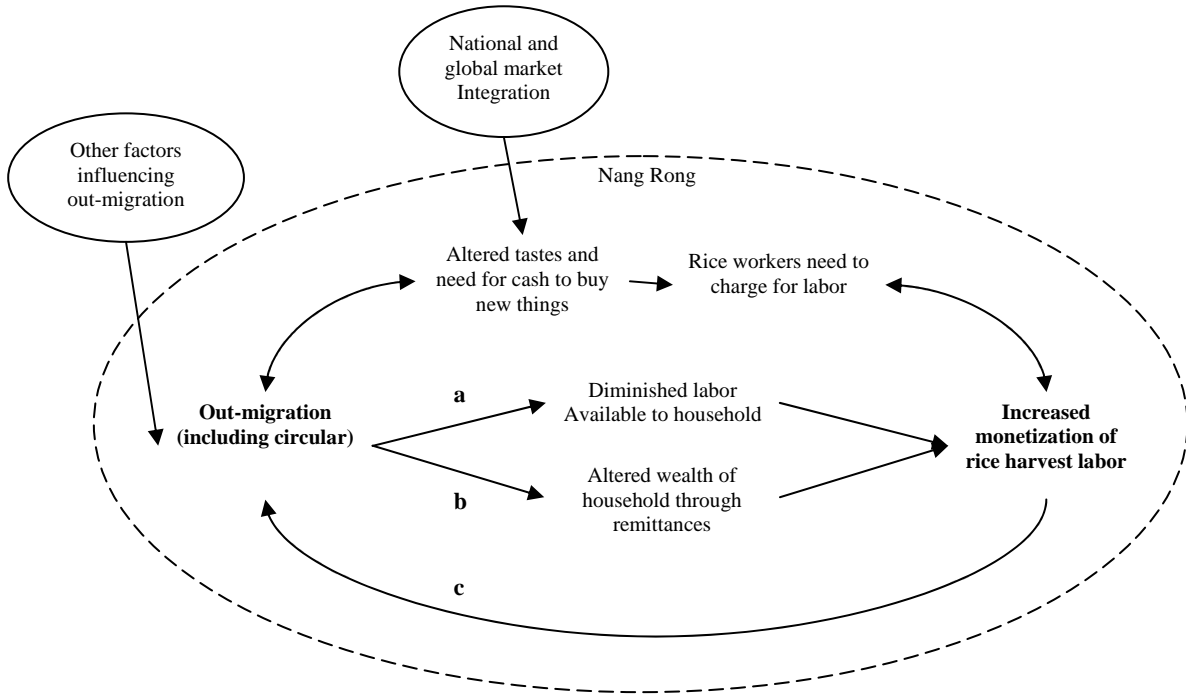 National and
global market
Integration
Other factors
influencing
out-migration
Nang Rong
Altered tastes and
need for cash to buy
new things
Rice workers need to
charge for labor
a
Diminished labor
Available to household
Out-migration
(including circular)
Increased
monetization of
rice harvest labor
b
Altered wealth of
household through
remittances
c